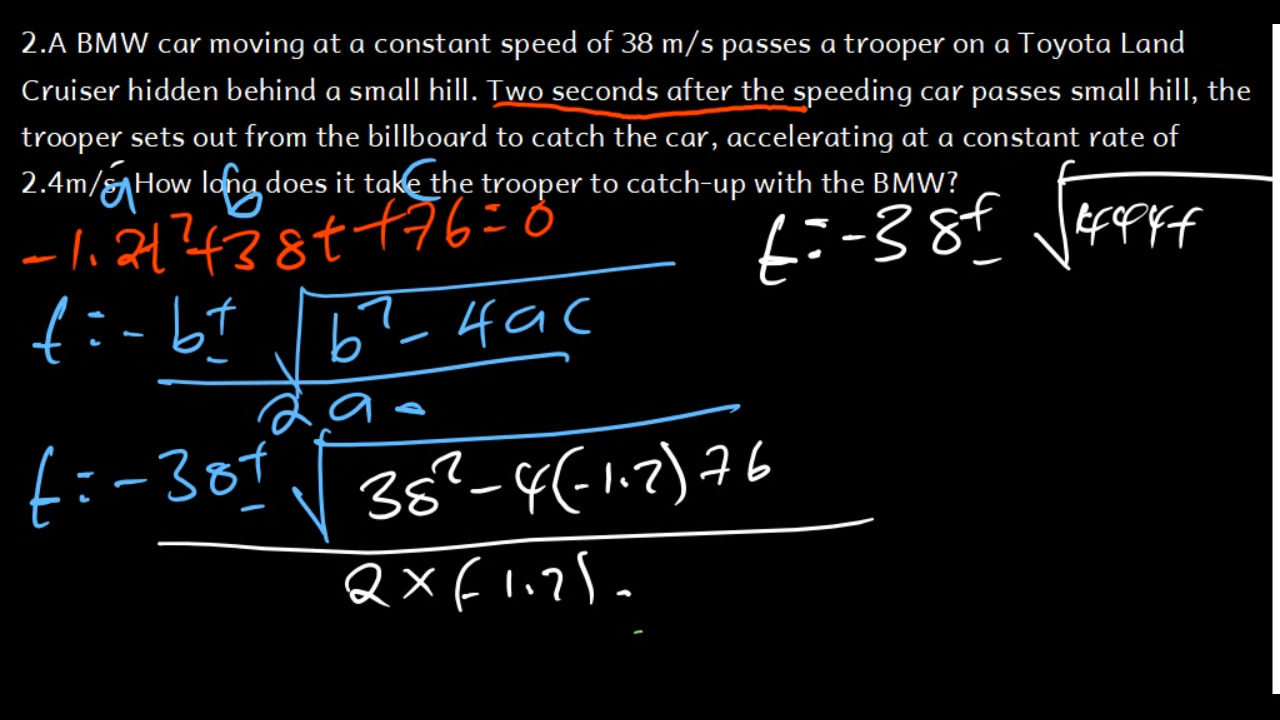 2.A BMW car moving at a constant speed of 38 m/s passes a trooper on a Toyota Land
Cruiser hidden behind a small hill. Two seconds after the speeding car passes small hill, the
trooper sets out from the billboard to catch the car, accelerating at a constant rate of
2.4m/s. How long does it take the trooper to catch-up with the BMW?
a b c
-1.2t²+38t+76=0
t=-b±√b²-4ac
2a
t=-38±√38²-4(-1.2)76
2×(-1.2).
t=-38±√